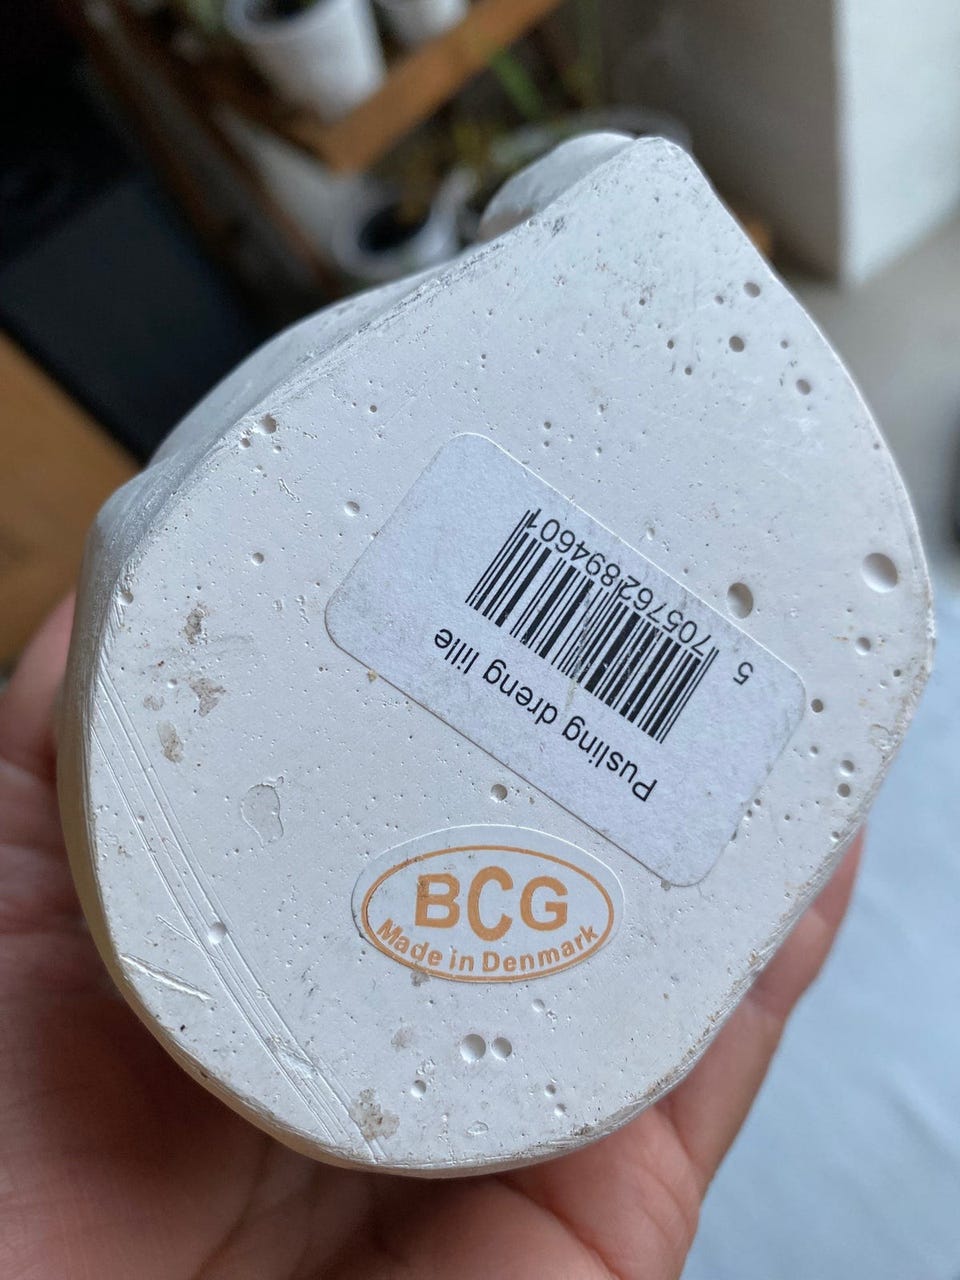 Pusling dreng lille
5 705762 894601
BCG
Made in Denmark